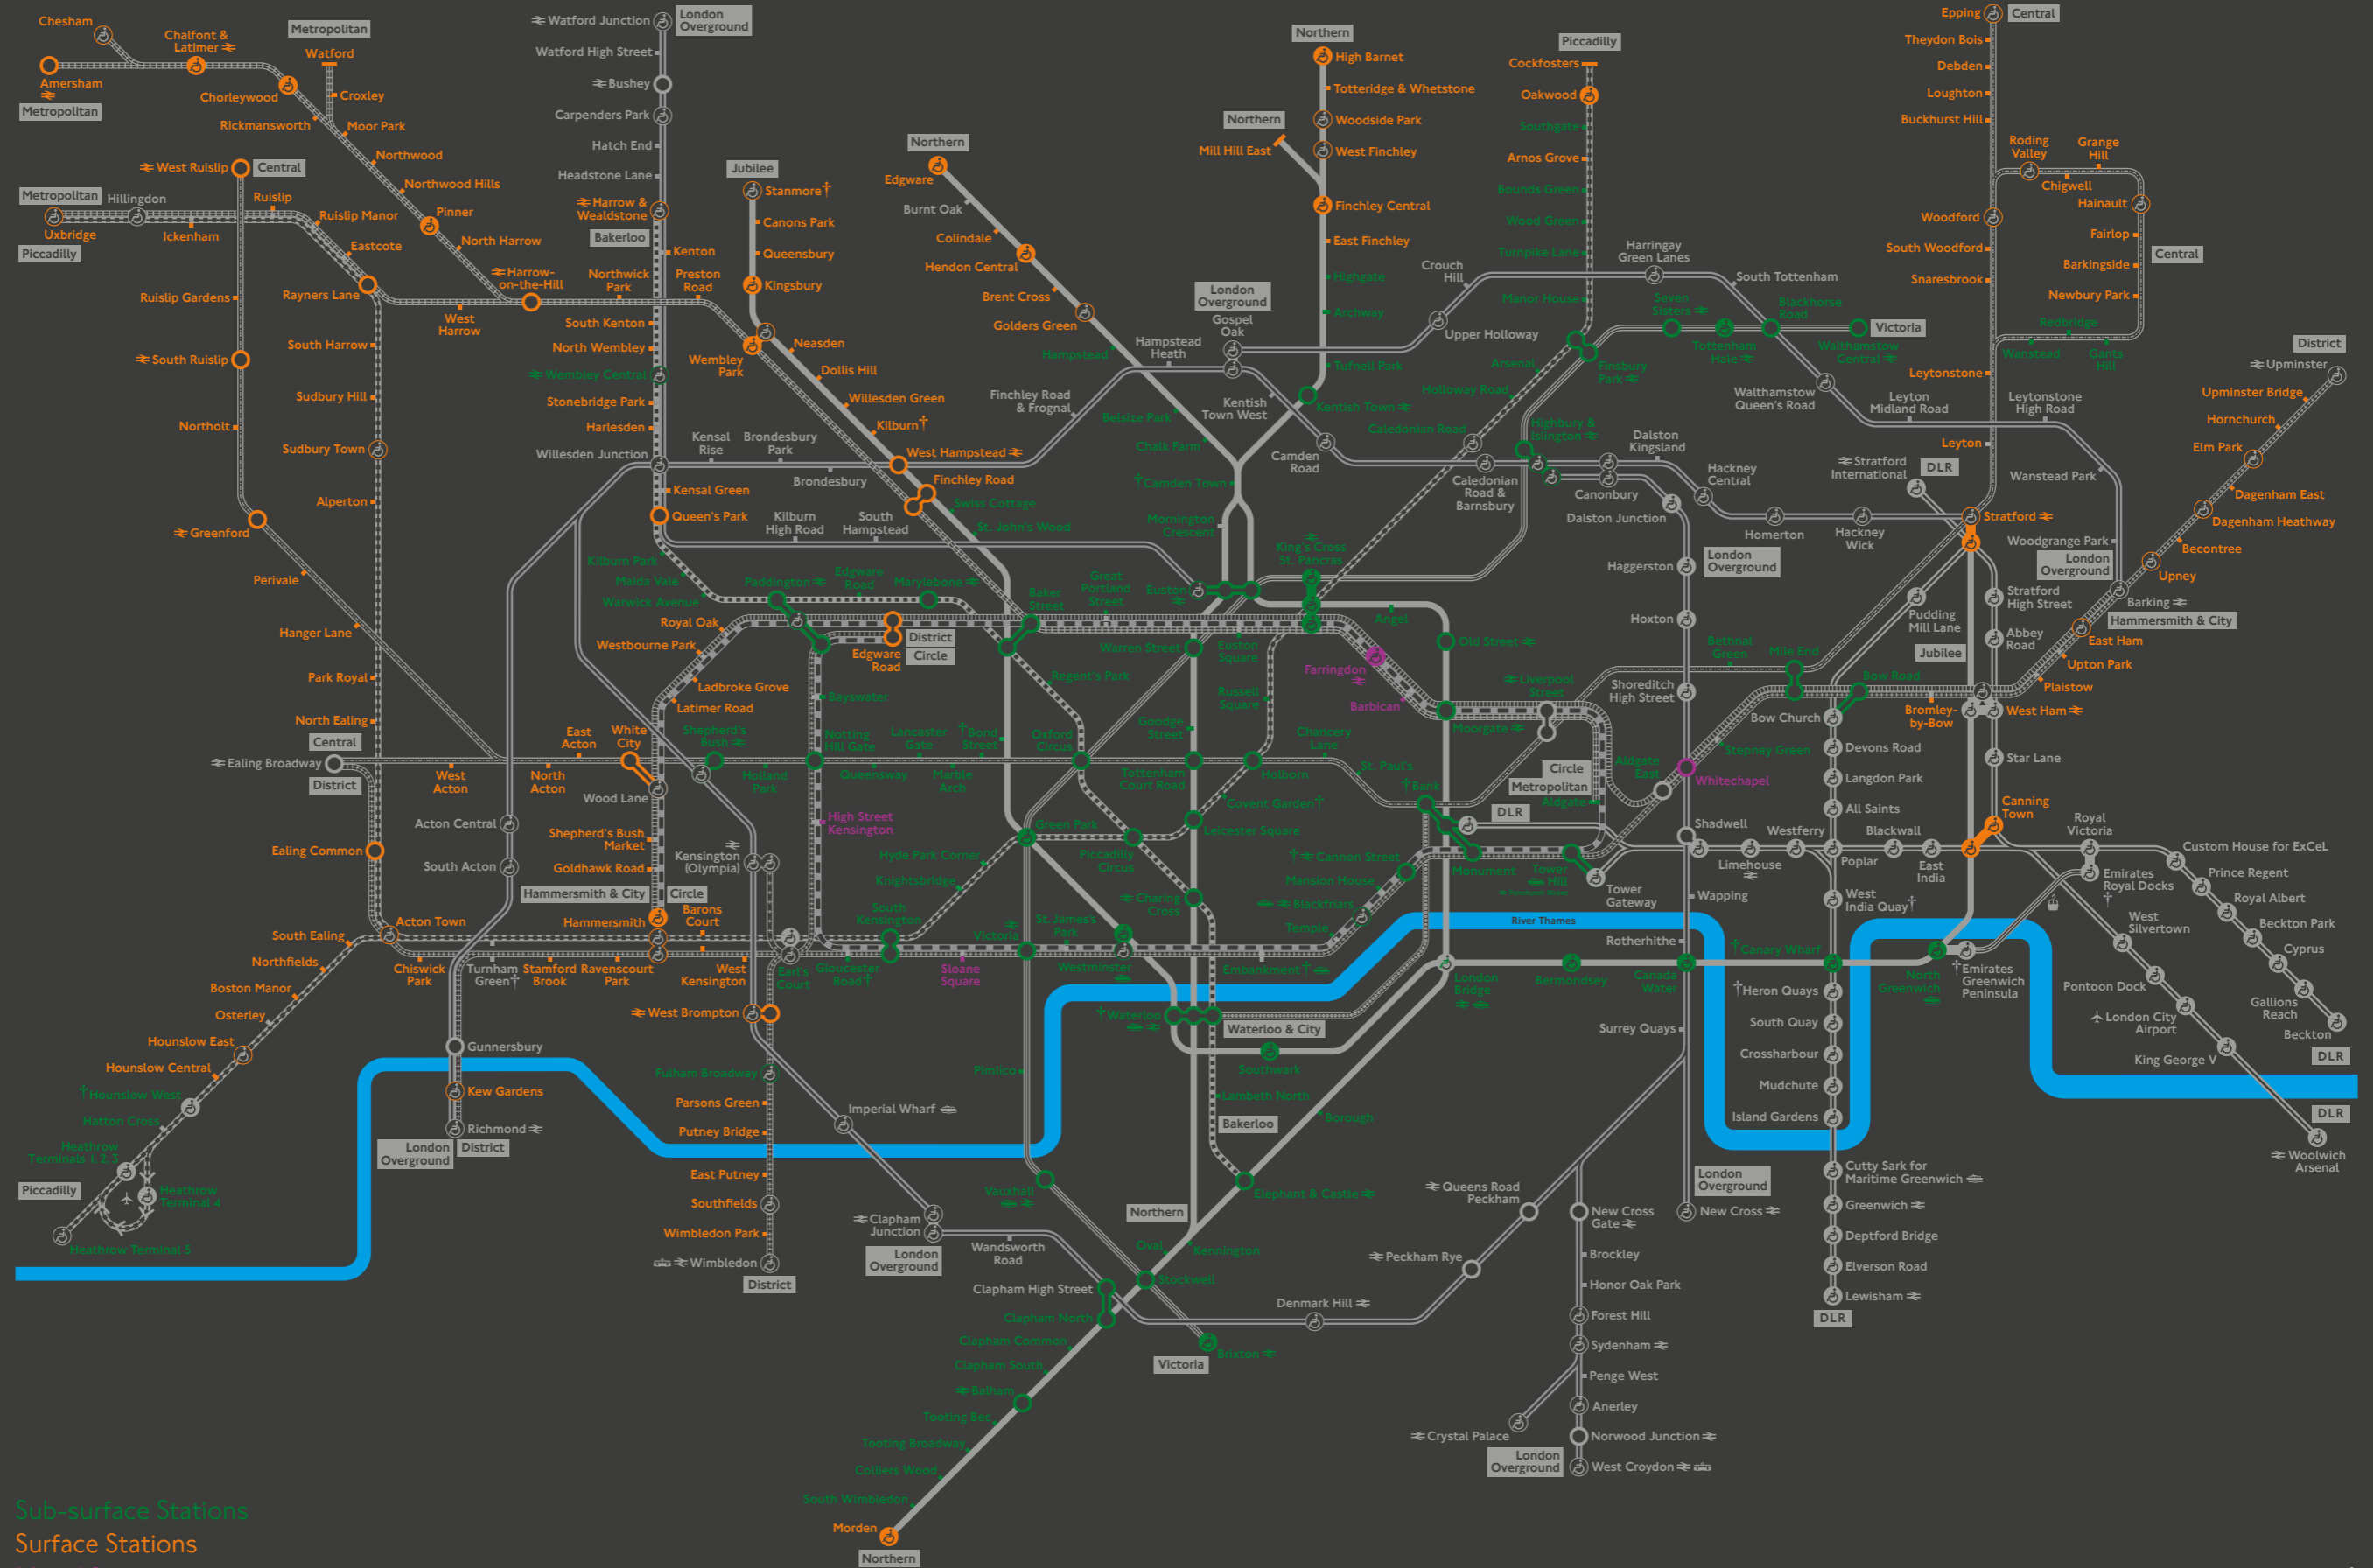 Chesham
Chalfont &
Latimer
Metropolitan
Watford
Amersham
Metropolitan
Chorleywood
Croxley
Rickmansworth
Moor Park
Northwood
Northwood Hills
Pinner
North Harrow
Harrow-
on-the-Hill
West Ruislip
Central
Metropolitan
Hillingdon
Ruislip
Uxbridge
Ickenham
Ruislip Manor
Eastcote
Piccadilly
Rayners Lane
West
Harrow
Ruislip Gardens
South Harrow
South Ruislip
Sudbury Hill
Northolt
Sudbury Town
Alperton
Greenford
Perivale
Hanger Lane
Park Royal
North Ealing
Central
Ealing Broadway
District
West
Acton
North
Acton
East
Acton
White
City
Ealing Common
Acton Central
South Acton
Acton Town
South Ealing
Northfields
Boston Manor
Osterley
Hounslow East
Hounslow Central
†Hounslow West
Hatton Cross
Heathrow
Terminals 1, 2, 3
Piccadilly
Heathrow
Terminal 4
Heathrow Terminal 5
Watford Junction
London
Overground
Watford High Street
Bushey
Carpenders Park
Hatch End
Headstone Lane
Harrow &
Wealdstone
Bakerloo
Kenton
Northwick
Park
Preston
Road
South Kenton
North Wembley
Wembley Central
Stonebridge Park
Harlesden
Willesden Junction
Kensal Green
Queen's Park
Kilburn Park
Maida Vale
Warwick Avenue
Paddington
Edgware
Road
Marylebone
Jubilee
Stanmore†
Canons Park
Queensbury
Kingsbury
Wembley
Park
Neasden
Dollis Hill
Willesden Green
Kilburn†
West Hampstead
Finchley Road
Swiss Cottage
St. John's Wood
Kensal
Rise
Brondesbury
Park
Brondesbury
Kilburn
High Road
South
Hampstead
Northern
Edgware
Burnt Oak
Colindale
Hendon Central
Brent Cross
Golders Green
Hampstead
Belsize Park
Chalk Farm
†Camden Town
Mornington
Crescent
Euston
Finchley Road
& Frognal
Hampstead
Heath
London
Overground
Gospel
Oak
Kentish
Town West
Camden
Road
Northern
High Barnet
Totteridge & Whetstone
Woodside Park
West Finchley
Northern
Mill Hill East
Finchley Central
East Finchley
Highgate
Archway
Tufnell Park
Kentish Town
Piccadilly
Cockfosters
Oakwood
Southgate
Arnos Grove
Bounds Green
Wood Green
Turnpike Lane
Manor House
Finsbury
Park
Arsenal
Holloway Road
Caledonian Road
King's Cross
St. Pancras
Crouch
Hill
Upper Holloway
Harringay
Green Lanes
South Tottenham
Seven
Sisters
Tottenham
Hale
Blackhorse
Road
Walthamstow
Central
Victoria
Walthamstow
Queen's Road
Leyton
Midland Road
Leytonstone
High Road
Wanstead Park
Woodgrange Park
London
Overground
Highbury &
Islington
Caledonian
Road &
Barnsbury
Canonbury
Dalston
Kingsland
Dalston Junction
Hackney
Central
Homerton
Hackney
Wick
Haggerston
London
Overground
Hoxton
Shoreditch
High Street
Epping
Central
Theydon Bois
Debden
Loughton
Buckhurst Hill
Roding
Valley
Grange
Hill
Chigwell
Hainault
Woodford
Fairlop
South Woodford
Central
Barkingside
Snaresbrook
Newbury Park
Redbridge
Wanstead
Gants
Hill
Leytonstone
Leyton
Stratford
International
DLR
Stratford
Pudding
Mill Lane
Stratford
High Street
Abbey
Road
Jubilee
District
Upminster
Upminster Bridge
Hornchurch
Elm Park
Dagenham East
Dagenham Heathway
Becontree
Upney
Barking
Hammersmith & City
East Ham
Upton Park
Plaistow
West Ham
Bromley-
by-Bow
Bow Road
Mile End
Bethnal
Green
Stepney Green
Whitechapel
Aldgate
East
Royal Oak
Westbourne Park
Ladbroke Grove
Latimer Road
Edgware
Road
District
Circle
Baker
Street
Great
Portland
Street
Euston
Square
Warren Street
Regent's Park
Russell
Square
Goodge
Street
Angel
Old Street
Farringdon
Barbican
Moorgate
Liverpool
Street
Bayswater
Shepherd's
Bush
Holland
Park
Notting
Hill Gate
Queensway
Lancaster
Gate
Marble
Arch
†Bond
Street
Oxford
Circus
Tottenham
Court Road
Holborn
Chancery
Lane
St. Paul's
†Bank
Circle
Metropolitan
Aldgate
DLR
Wood Lane
Shepherd's Bush
Market
Goldhawk Road
Hammersmith & City
Circle
Hammersmith
Barons
Court
Kensington
(Olympia)
High Street
Kensington
Hyde Park Corner
Knightsbridge
South
Kensington
Green Park
Piccadilly
Circus
Leicester Square
Covent Garden†
Charing
Cross
Cannon Street
Mansion House
Blackfriars
Temple
Monument
Tower
Hill
Fenchurch Street
Tower
Gateway
River Thames
Chiswick
Park
Turnham
Green†
Stamford
Brook
Ravenscourt
Park
West
Kensington
Earl's
Court
Gloucester
Road†
Sloane
Square
Victoria
St. James's
Park
Westminster
Embankment†
†Waterloo
Waterloo & City
Southwark
London
Bridge
Bermondsey
Canada
Water
†Canary Wharf
North
Greenwich
†Emirates
Greenwich
Peninsula
Gunnersbury
Kew Gardens
Richmond
London
Overground
District
West Brompton
Fulham Broadway
Parsons Green
Putney Bridge
East Putney
Southfields
Wimbledon Park
Wimbledon
District
Imperial Wharf
Clapham
Junction
London
Overground
Wandsworth
Road
Pimlico
Vauxhall
Lambeth North
Bakerloo
Borough
Elephant & Castle
Northern
Oval
Kennington
Stockwell
Clapham High Street
Clapham North
Clapham Common
Clapham South
Balham
Tooting Bec
Tooting Broadway
Colliers Wood
South Wimbledon
Morden
Northern
Brixton
Victoria
Denmark Hill
Peckham Rye
Queens Road
Peckham
Shadwell
Wapping
Rotherhithe
Surrey Quays
London
Overground
New Cross
New Cross
Gate
Brockley
Honor Oak Park
Forest Hill
Sydenham
Penge West
Anerley
Crystal Palace
Norwood Junction
London
Overground
West Croydon
Bow Church
Devons Road
Langdon Park
All Saints
Limehouse
Westferry
Poplar
Blackwall
East
India
West
India Quay†
†Heron Quays
South Quay
Crossharbour
Mudchute
Island Gardens
Cutty Sark for
Maritime Greenwich
Greenwich
Deptford Bridge
Elverson Road
Lewisham
DLR
Star Lane
Canning
Town
Royal
Victoria
Custom House for ExCeL
Emirates
Royal Docks
†
Prince Regent
Royal Albert
Beckton Park
Cyprus
Gallions
Reach
Beckton
DLR
West
Silvertown
Pontoon Dock
London City
Airport
King George V
DLR
Woolwich
Arsenal
Sub-surface Stations
Surface Stations